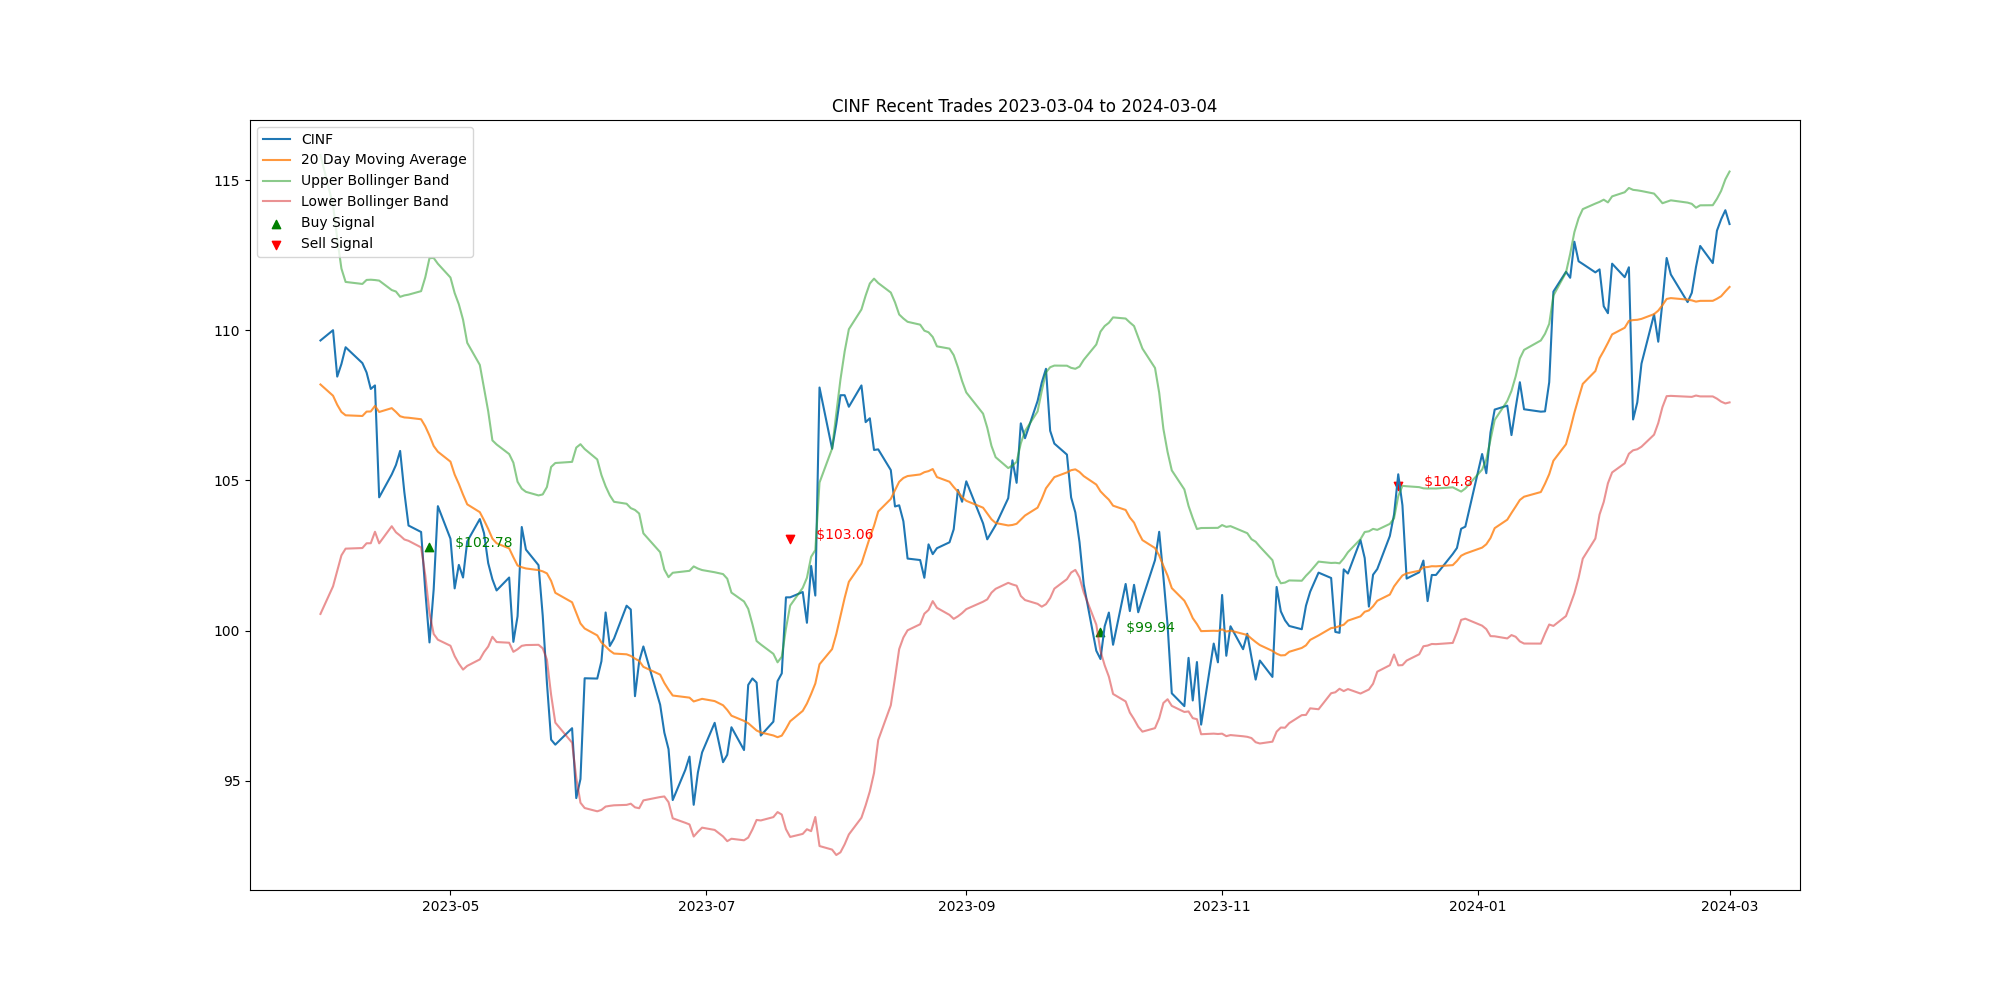 CINF Recent Trades 2023-03-04 to 2024-03-04
CINF
20 Day Moving Average
Upper Bollinger Band
Lower Bollinger Band
Buy Signal
Sell Signal
115
110
105
100
95
$102.78
$103.06
$99.94
$104.8
2023-05
2023-07
2023-09
2023-11
2024-01
2024-03